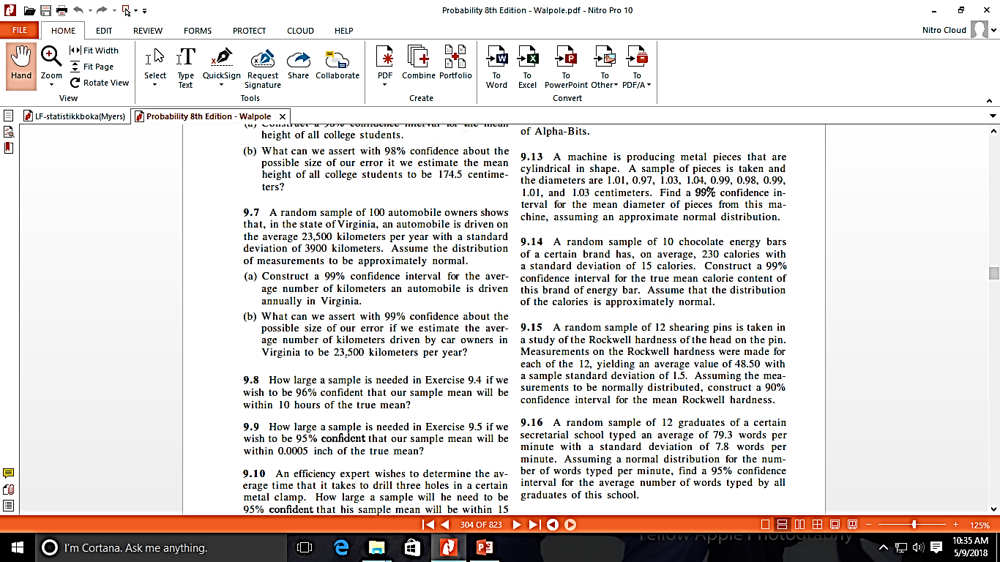 Probability 8th Edition - Walpole.pdf - Nitro Pro 10
FILE HOME EDIT REVIEW FORMS PROTECT CLOUD HELP
Nitro Cloud
Hand
Zoom
Fit Width
Fit Page
Rotate View
View
Select
Type Text
QuickSign
Request Signature
Share
Collaborate
Tools
PDF
Combine
Portfolio
Create
To Word
To Excel
To PowerPoint
To Other
To PDF/A
Convert
LF-statistikkboka(Myers)
Probability 8th Edition - Walpole
height of all college students.
(b) What can we assert with 98% confidence about the
possible size of our error it we estimate the mean
height of all college students to be 174.5 centime-
ters?
9.7 A random sample of 100 automobile owners shows
that, in the state of Virginia, an automobile is driven on
the average 23,500 kilometers per year with a standard
deviation of 3900 kilometers. Assume the distribution
of measurements to be approximately normal.
(a) Construct a 99% confidence interval for the aver-
age number of kilometers an automobile is driven
annually in Virginia.
(b) What can we assert with 99% confidence about the
possible size of our error if we estimate the aver-
age number of kilometers driven by car owners in
Virginia to be 23,500 kilometers per year?
9.8 How large a sample is needed in Exercise 9.4 if we
wish to be 96% confident that our sample mean will be
within 10 hours of the true mean?
9.9 How large a sample is needed in Exercise 9.5 if we
wish to be 95% confident that our sample mean will be
within 0.0005 inch of the true mean?
9.10 An efficiency expert wishes to determine the av-
erage time that it takes to drill three holes in a certain
metal clamp. How large a sample will he need to be
95% confident that his sample mean will be within 15
of Alpha-Bits.
9.13 A machine is producing metal pieces that are
cylindrical in shape. A sample of pieces is taken and
the diameters are 1.01, 0.97, 1.03, 1.04, 0.99, 0.98, 0.99,
1.01, and 1.03 centimeters. Find a 99% confidence in-
terval for the mean diameter of pieces from this ma-
chine, assuming an approximate normal distribution.
9.14 A random sample of 10 chocolate energy bars
of a certain brand has, on average, 230 calories with
a standard deviation of 15 calories. Construct a 99%
confidence interval for the true mean calorie content of
this brand of energy bar. Assume that the distribution
of the calories is approximately normal.
9.15 A random sample of 12 shearing pins is taken in
a study of the Rockwell hardness of the head on the pin.
Measurements on the Rockwell hardness were made for
each of the 12, yielding an average value of 48.50 with
a sample standard deviation of 1.5. Assuming the mea-
surements to be normally distributed, construct a 90%
confidence interval for the mean Rockwell hardness.
9.16 A random sample of 12 graduates of a certain
secretarial school typed an average of 79.3 words per
minute with a standard deviation of 7.8 words per
minute. Assuming a normal distribution for the num-
ber of words typed per minute, find a 95% confidence
interval for the average number of words typed by all
graduates of this school.
304 OF 823
125%
I'm Cortana. Ask me anything.
Yellow Apple Photography
10:35 AM
5/9/2018